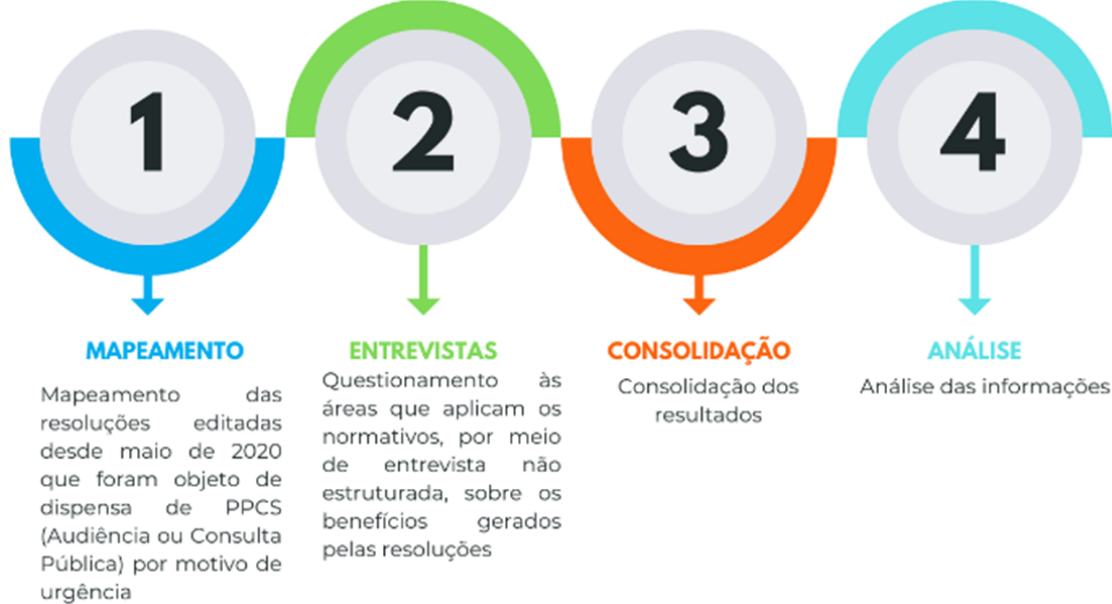 1
MAPEAMENTO
Mapeamento das
resoluções editadas
desde maio de 2020
que foram objeto de
dispensa de PPCS
(Audiência ou Consulta
Pública) por motivo de
urgência
2
ENTREVISTAS
Questionamento às
áreas que aplicam os
normativos, por meio
de entrevista não
estruturada, sobre os
benefícios gerados
pelas resoluções
3
CONSOLIDAÇÃO
Consolidação dos
resultados
4
ANÁLISE
Análise das informações